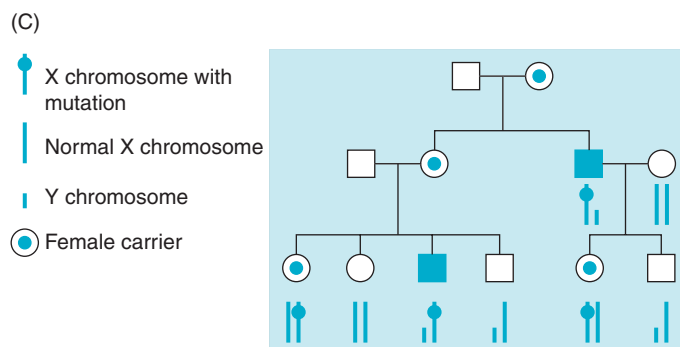 (C)
X chromosome with
mutation
Normal X chromosome
Y chromosome
Female carrier